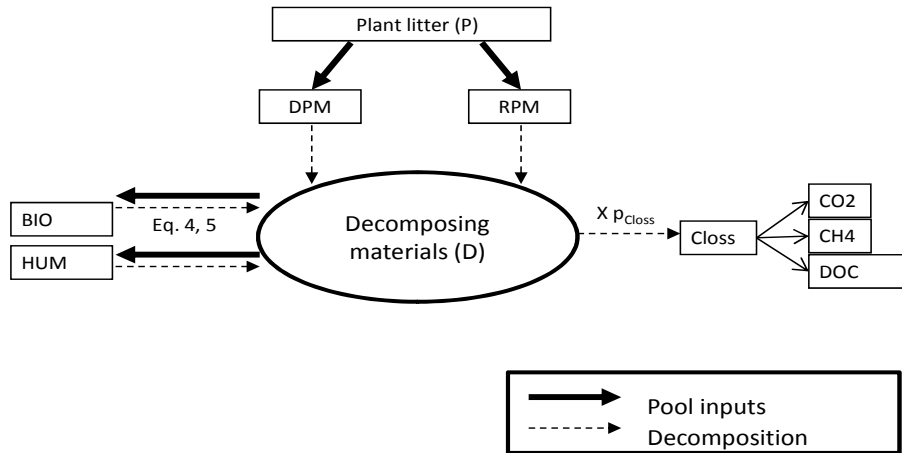 Plant litter (P)
DPM
RPM
BIO
Eq. 4, 5
HUM
Decomposing
materials (D)
X pCloss
Closs
CO2
CH4
DOC
Pool inputs
Decomposition